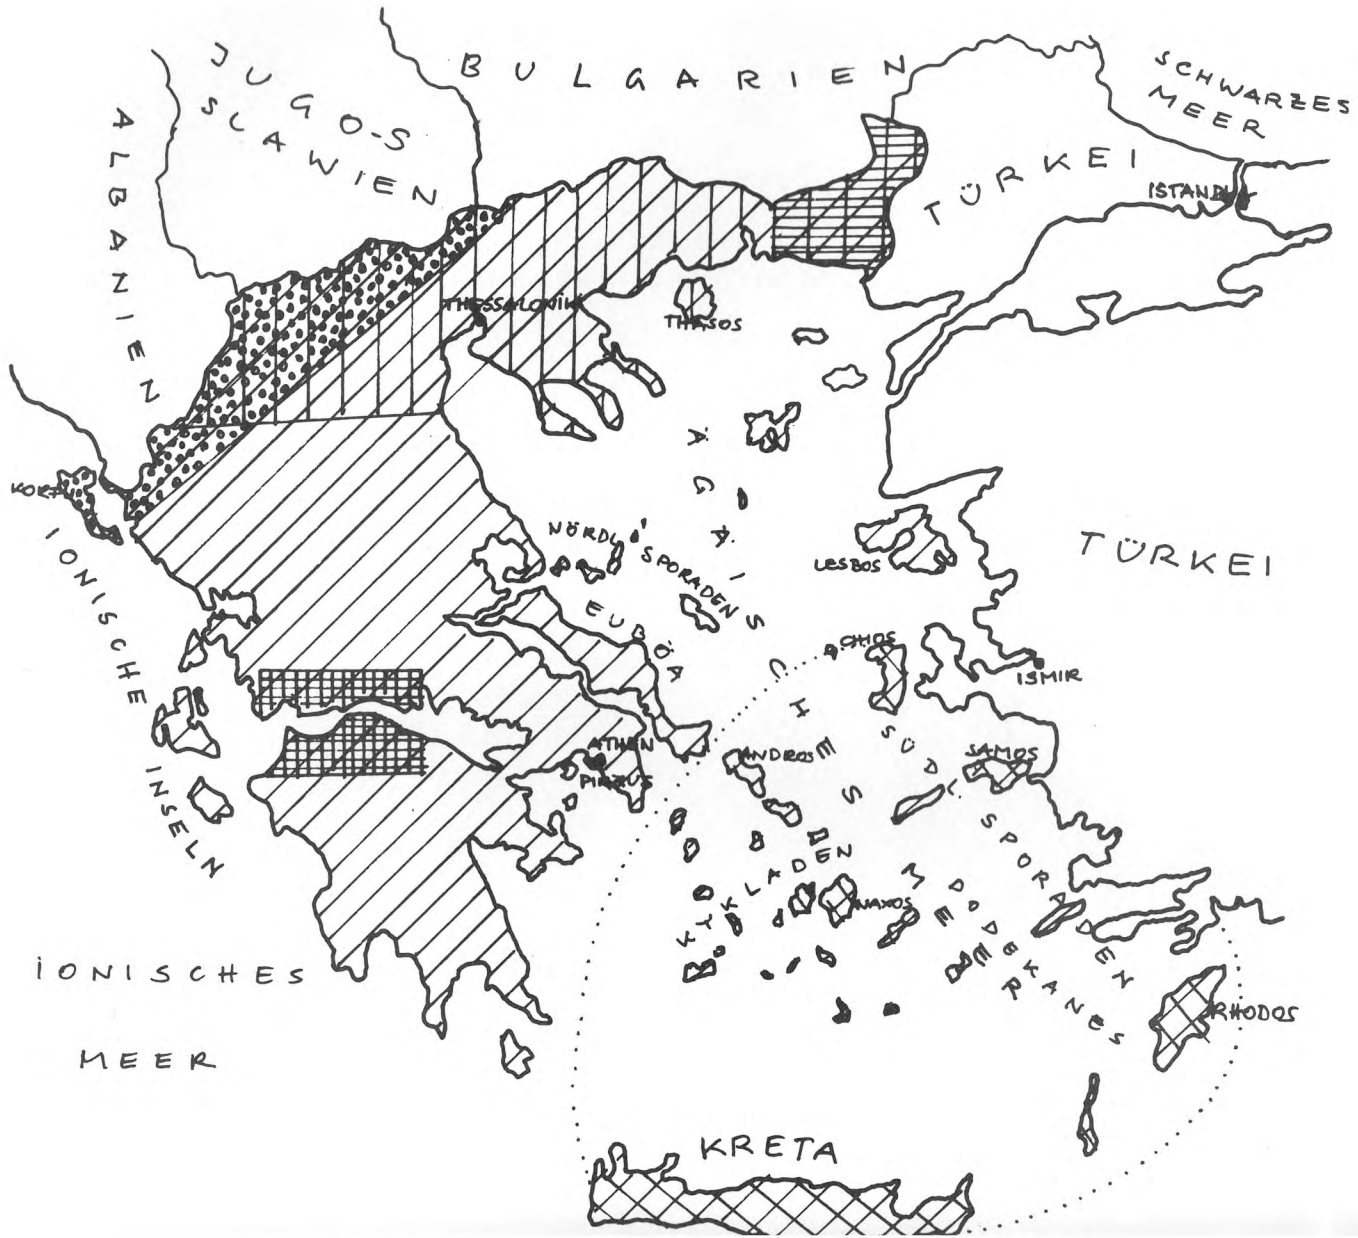 JUGO-S
SLAWIEN
BULGARIEN
SCHWARZES
MEER
ALBANIEN
TÜRKEI
ISTANBUL
THESSALONIKI
THASOS
KORFU
ÄGÄISCHES
MEER
NÖRDL.
SPORADEN
LESBOS
TÜRKEI
IONISCHE
INSELN
EUBÖA
CHIOS
ISMIR
ATHEN
PIRÄUS
ANDROS
SÜDL. SPORADEN
SAMOS
KYKLADEN
NAXOS
DODEKANES
IONISCHES
MEER
RHODOS
KRETA